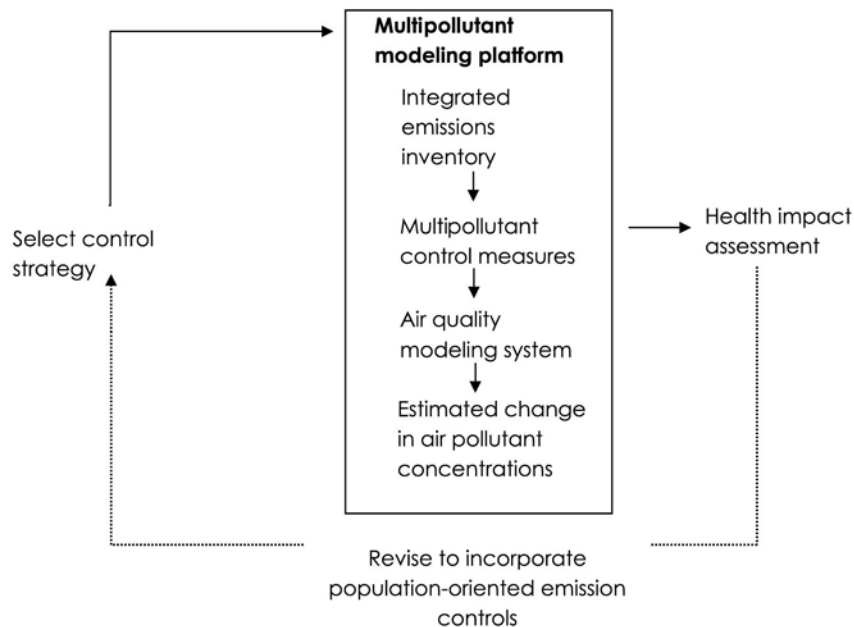 Multipollutant
modeling platform
Integrated
emissions
inventory
Multipollutant
control measures
Air quality
modeling system
Estimated change
in air pollutant
concentrations
Select control
strategy
Health impact
assessment
Revise to incorporate
population-oriented emission
controls